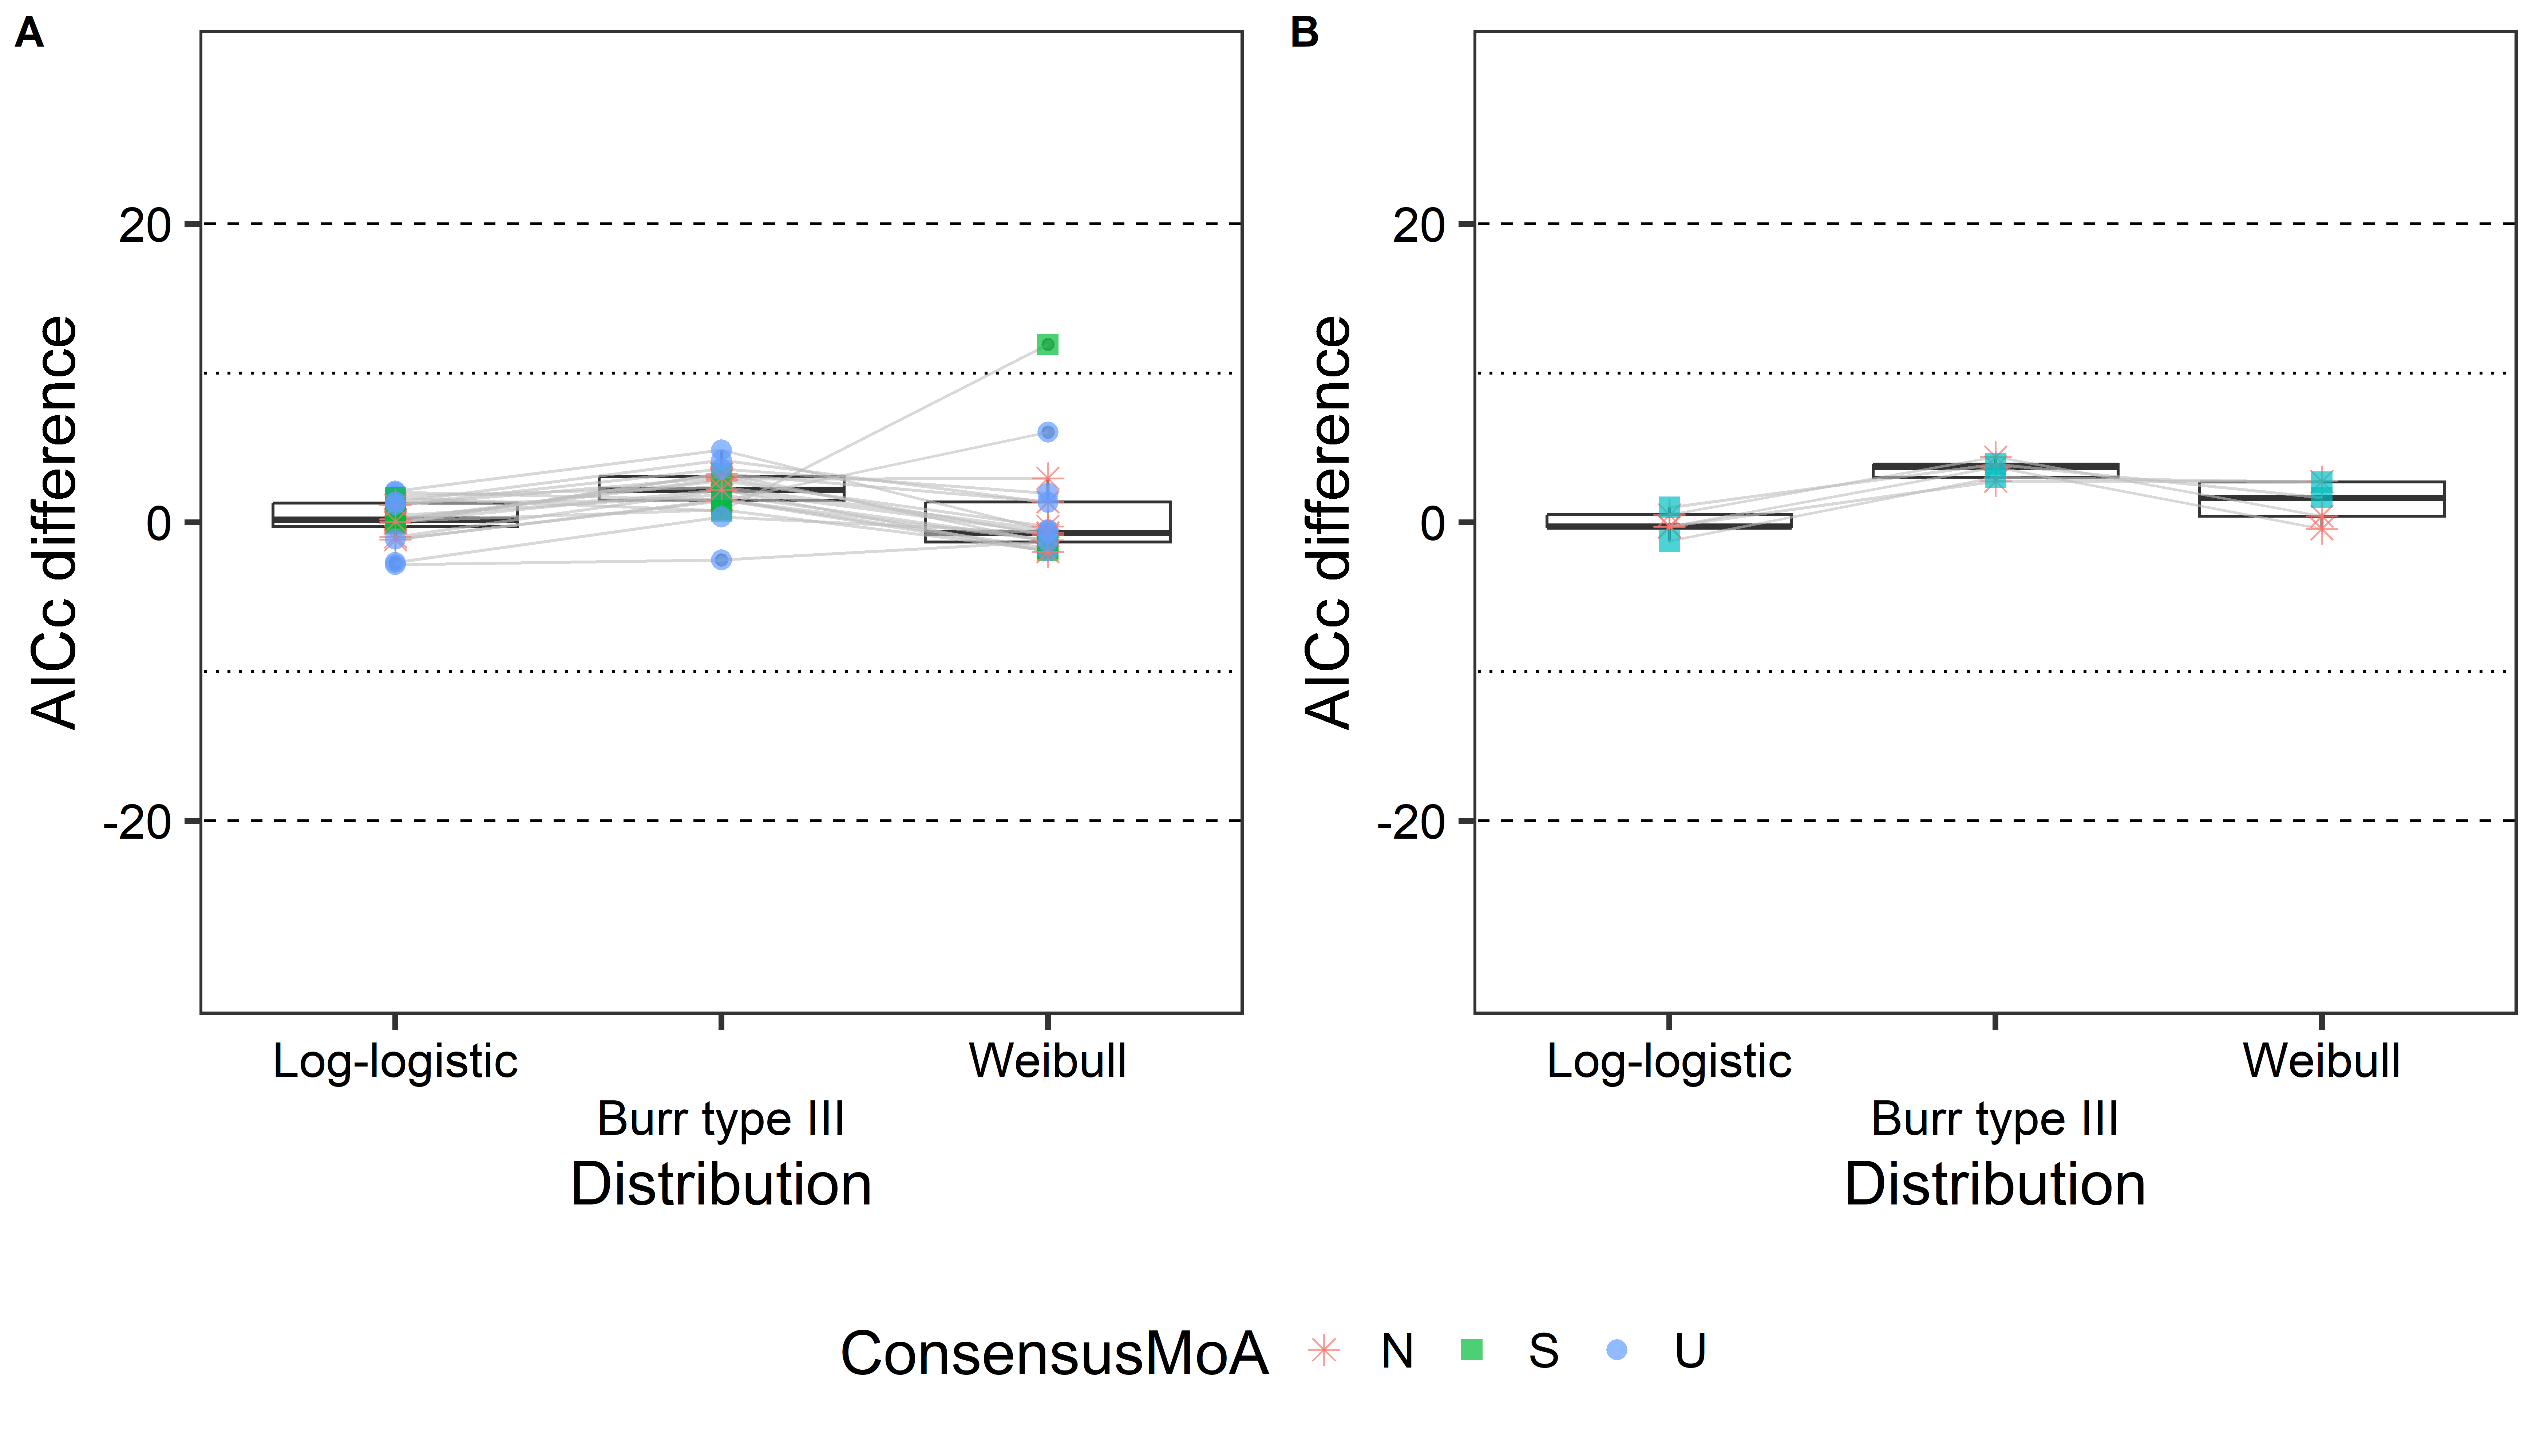 A
AICc difference
20
0
-20
Log-logistic
Weibull
Burr type III
Distribution
B
AICc difference
20
0
-20
Log-logistic
Weibull
Burr type III
Distribution
ConsensusMoA N S U